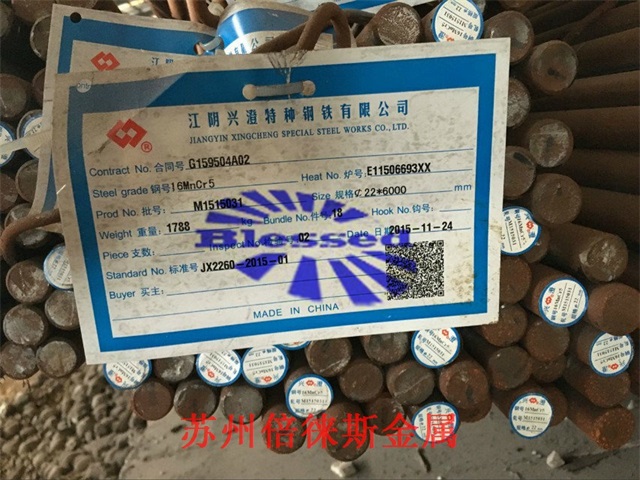 江阴兴澄特种钢铁有限公司
JIANGYIN XINGCHENG SPECIAL STEEL WORKS CO., LTD.
Contract No. 合同号 G159504A02
Steel grade 钢号 16MnCr5 Heat No. 炉号 E11506693XX
Prod No. 批号 M1515031 Size 规格 ¢ 22*6000 mm
Weight 重量 1788 kg Bundle No 件号 18 Hook No. 钩号:
Piece 支数: Inspect No 02 Date 日期 2015-11-24
Standard No. 标准号 JX2260-2015-01
Buyer 买主:
MADE IN CHINA
Blessed
苏州倍徕斯金属